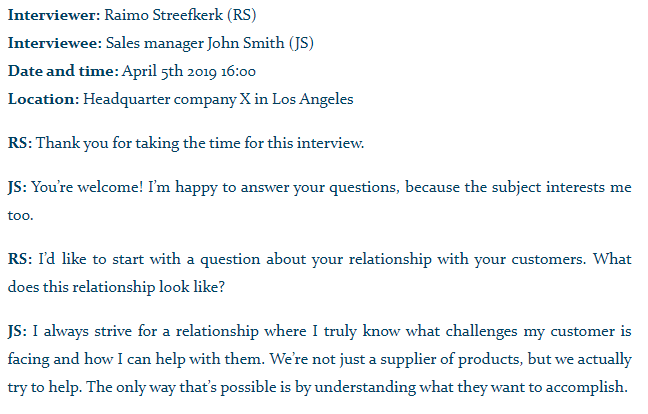 Interviewer: Raimo Streefkerk (RS)
Interviewee: Sales manager John Smith (JS)
Date and time: April 5th 2019 16:00
Location: Headquarter company X in Los Angeles
RS: Thank you for taking the time for this interview.
JS: You’re welcome! I’m happy to answer your questions, because the subject interests me
too.
RS: I’d like to start with a question about your relationship with your customers. What
does this relationship look like?
JS: I always strive for a relationship where I truly know what challenges my customer is
facing and how I can help with them. We’re not just a supplier of products, but we actually
try to help. The only way that’s possible is by understanding what they want to accomplish.